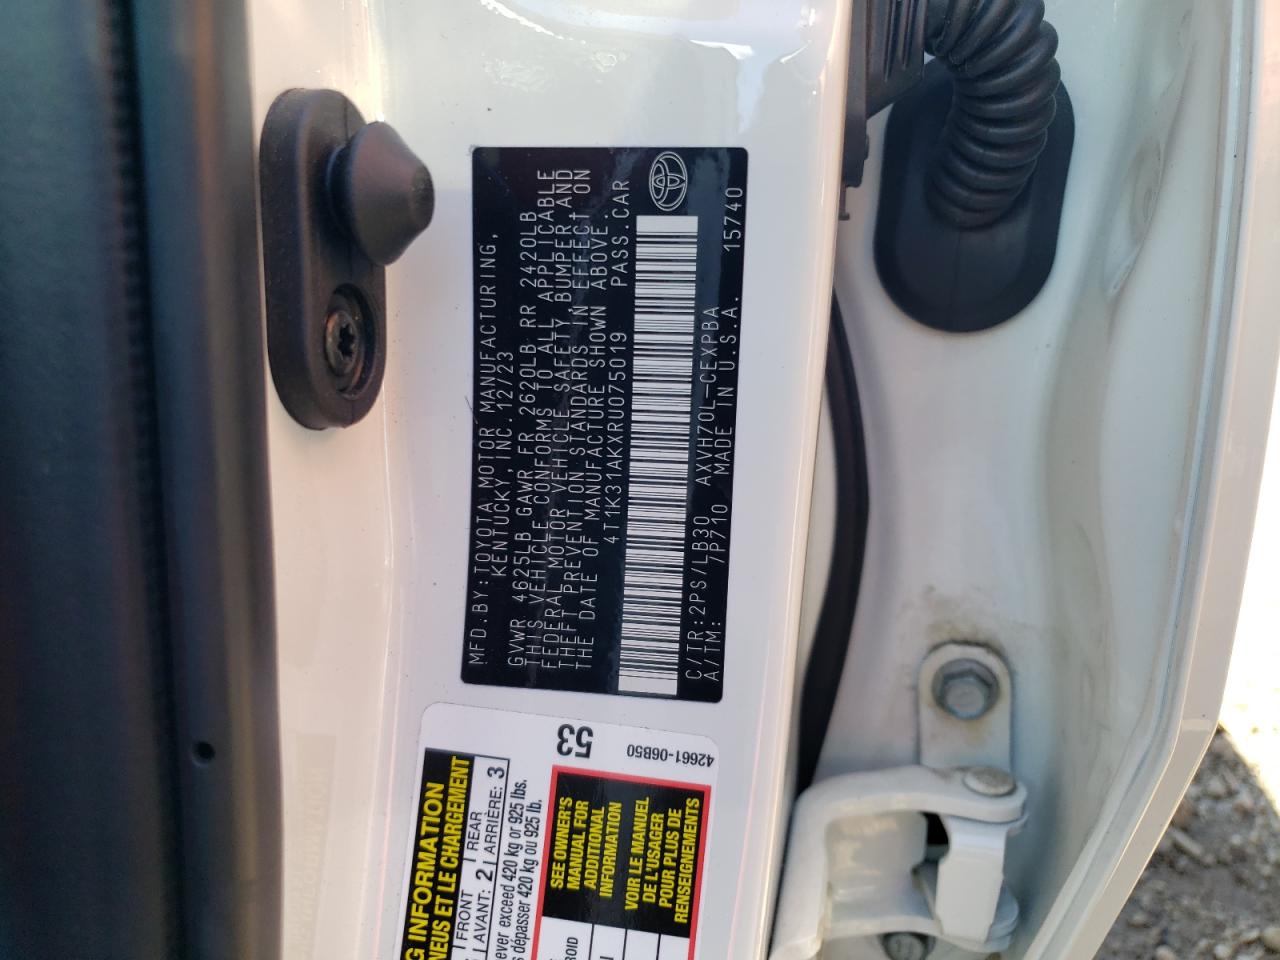 MFD.BY:TOYOTA MOTOR MANUFACTURING,
KENTUCKY, INC. 12/23
GVWR 4625LB GAWR FR 2620LB RR 2420LB
THIS VEHICLE CONFORMS TO ALL APPLICABLE
FEDERAL MOTOR VEHICLE SAFETY, BUMPER AND
THEFT PREVENTION STANDARDS IN EFFECT ON
THE DATE OF MANUFACTURE SHOWN ABOVE.
4T1K31AKXRU075019 PASS.CAR
C/TR:2PS/LB30 AXVH70L-CEXPBA 15740
A/TM: /P710 MADE IN U.S.A.
53
42661-06B50
INFORMATION
ET LE CHARGEMENT
FRONT 2 REAR 3
AVANT: ARRIÈRE:
exceed 420 kg or 925 lbs.
dépasser 420 kg ou 925 lb.
SEE OWNER'S
MANUAL FOR
ADDITIONAL
INFORMATION
VOIR LE MANUEL
DE L'USAGER
POUR PLUS DE
RENSEIGNEMENTS